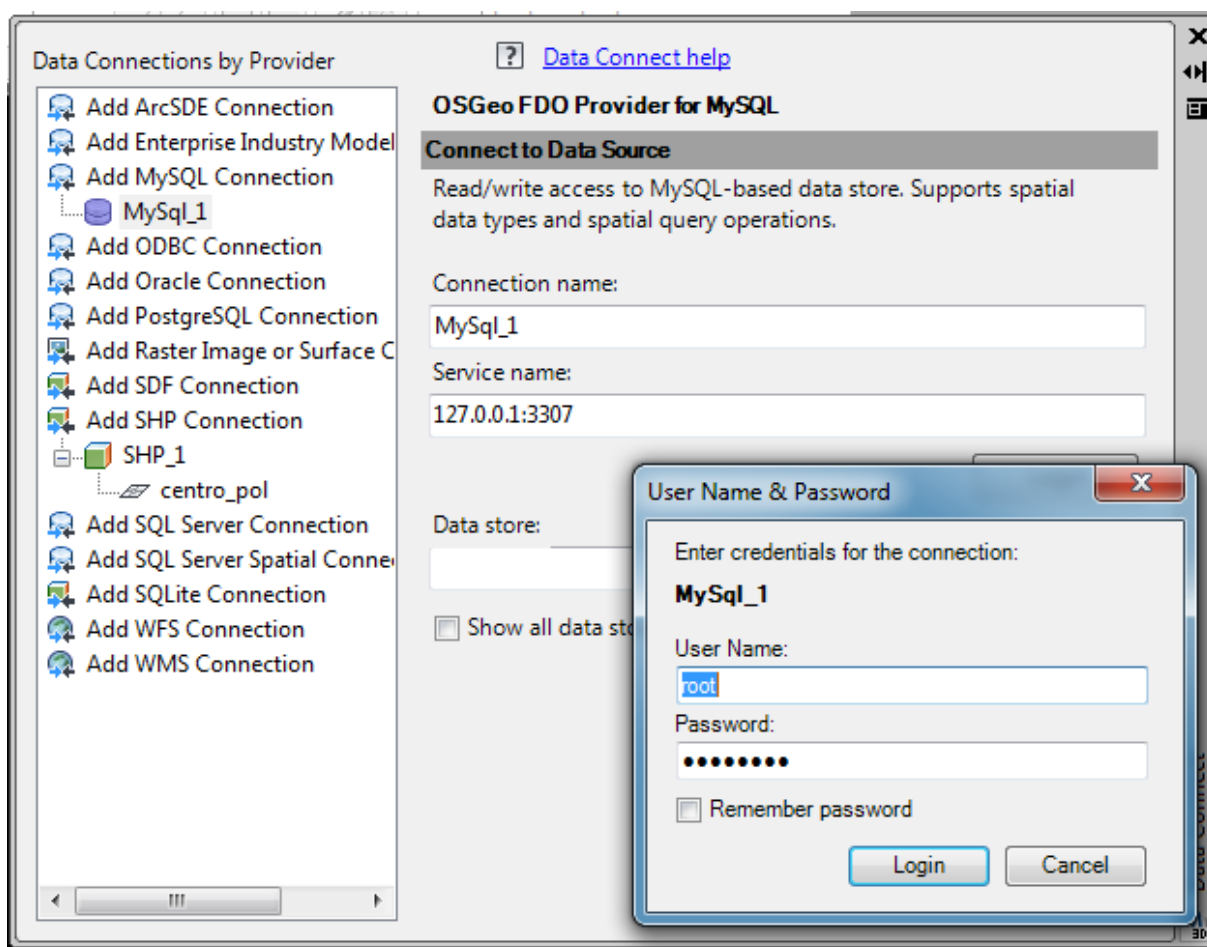 Data Connections by Provider
Add ArcSDE Connection
Add Enterprise Industry Model
Add MySQL Connection
MySql_1
Add ODBC Connection
Add Oracle Connection
Add PostgreSQL Connection
Add Raster Image or Surface C
Add SDF Connection
Add SHP Connection
SHP_1
centro_pol
Add SQL Server Connection
Add SQL Server Spatial Conne
Add SQLite Connection
Add WFS Connection
Add WMS Connection
? Data Connect help
OSGeo FDO Provider for MySQL
Connect to Data Source
Read/write access to MySQL-based data store. Supports spatial
data types and spatial query operations.
Connection name:
MySql_1
Service name:
127.0.0.1:3307
Data store:
Show all data sto
User Name & Password
Enter credentials for the connection:
MySql_1
User Name:
root
Password:
••••••••
Remember password
Login
Cancel
Data Connect
3D